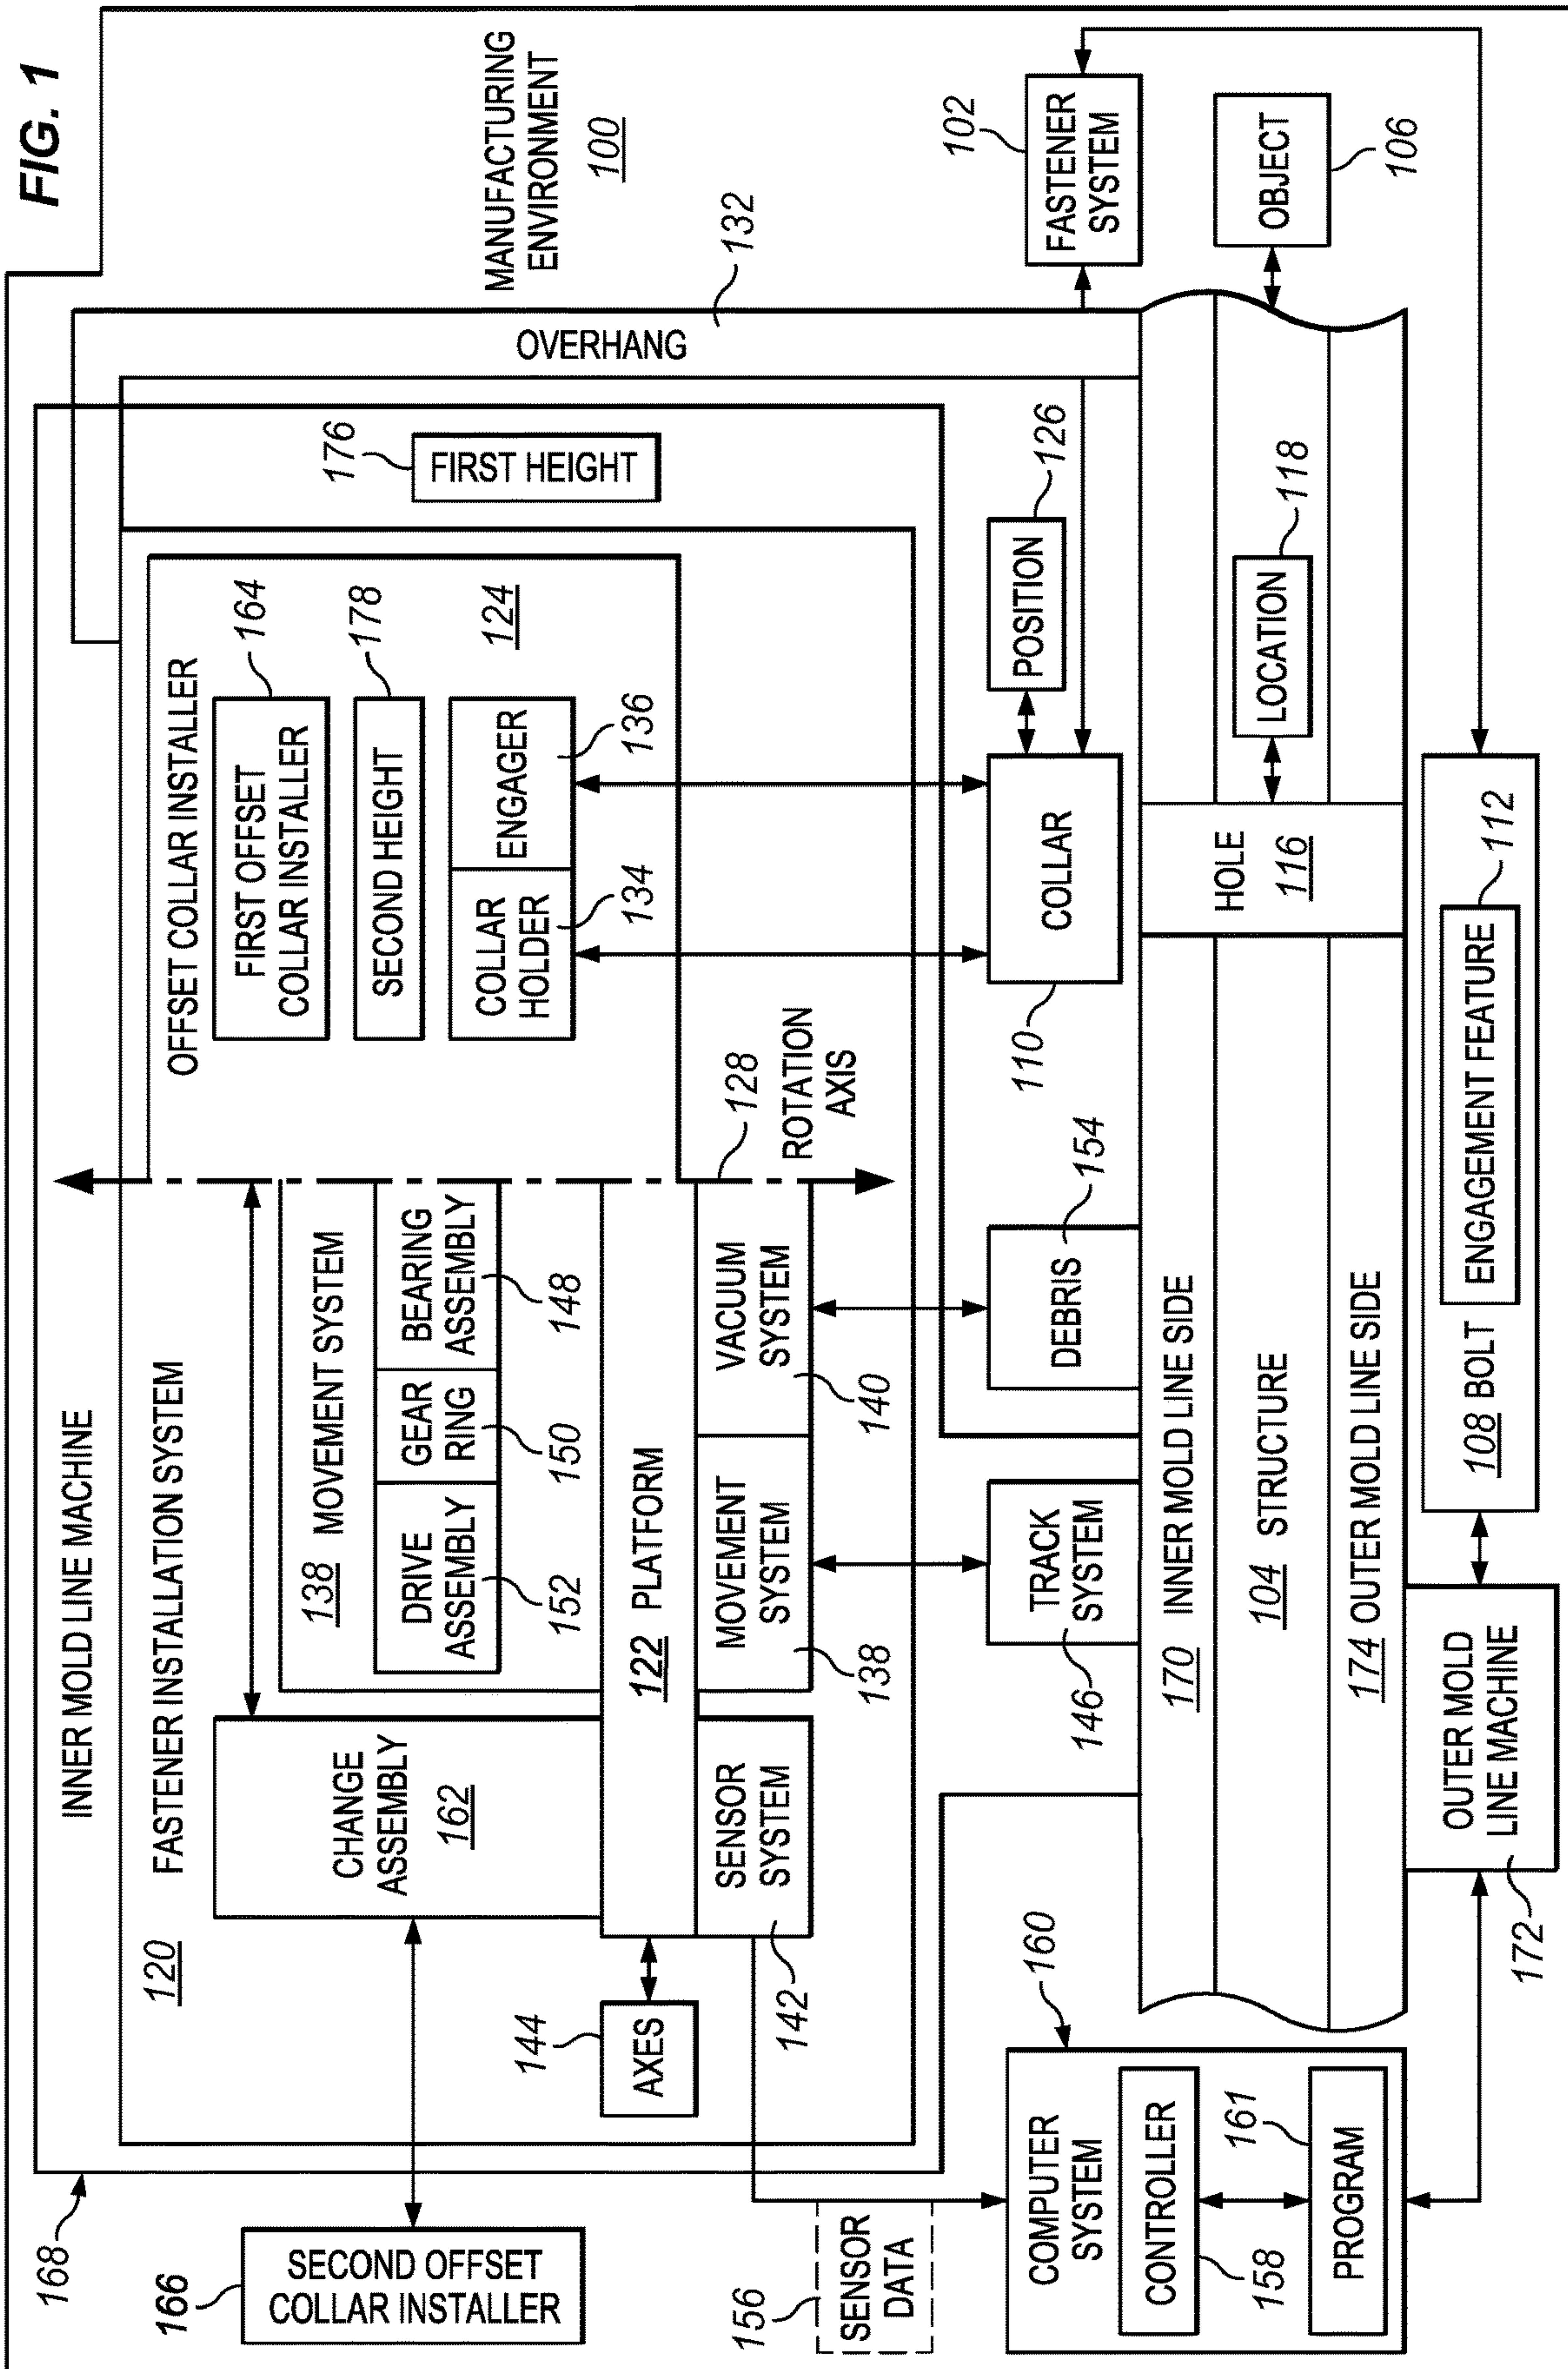 FIG. 1
MANUFACTURING
ENVIRONMENT
100
168
INNER MOLD LINE MACHINE
120
FASTENER INSTALLATION SYSTEM
OFFSET COLLAR INSTALLER
166
SECOND OFFSET
COLLAR INSTALLER
CHANGE
ASSEMBLY
162
138
MOVEMENT SYSTEM
DRIVE
ASSEMBLY
152
GEAR
RING
150
BEARING
ASSEMBLY
148
FIRST OFFSET
COLLAR INSTALLER
164
SECOND HEIGHT
178
COLLAR
HOLDER
134
ENGAGER
136
124
176
FIRST HEIGHT
OVERHANG
132
144
AXES
122 PLATFORM
SENSOR
SYSTEM
142
MOVEMENT
SYSTEM
138
VACUUM
SYSTEM
140
128
ROTATION
AXIS
156
SENSOR
DATA
160
COMPUTER
SYSTEM
CONTROLLER
158
161
PROGRAM
TRACK
SYSTEM
146
DEBRIS
154
COLLAR
110
POSITION
126
102
FASTENER
SYSTEM
OBJECT
106
170 INNER MOLD LINE SIDE
104 STRUCTURE
174 OUTER MOLD LINE SIDE
HOLE
116
LOCATION
118
OUTER MOLD
LINE MACHINE
172
108 BOLT
ENGAGEMENT FEATURE
112